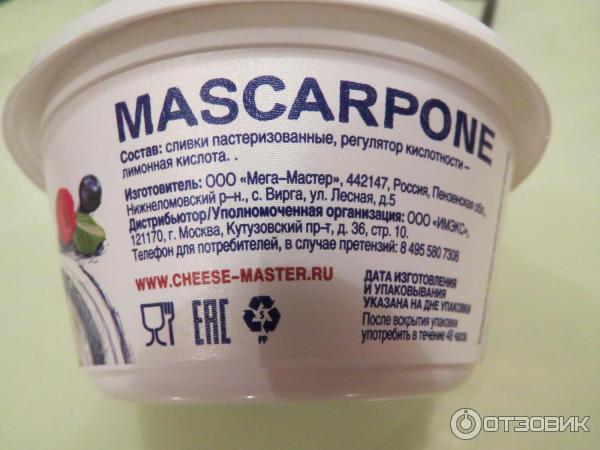 MASCARPONE
Состав: сливки пастеризованные, регулятор кислотности –
лимонная кислота. .
Изготовитель: ООО «Мега–Мастер», 442147, Россия, Пензенская обл.,
Нижнеломовский р–н., с. Вирга, ул. Лесная, д.5
Дистрибьютор/Уполномоченная организация: ООО «ИМЭКС»,
121170, г. Москва, Кутузовский пр–т, д. 36, стр. 10.
Телефон для потребителей, в случае претензий: 8 495 580 7308
WWW.CHEESE-MASTER.RU
ДАТА ИЗГОТОВЛЕНИЯ
И УПАКОВЫВАНИЯ
УКАЗАНА НА ДНЕ УПАКОВКИ
После вскрытия упаковки
употребить в течение 48 часов
EAC
5
PP
ОТЗОВИК